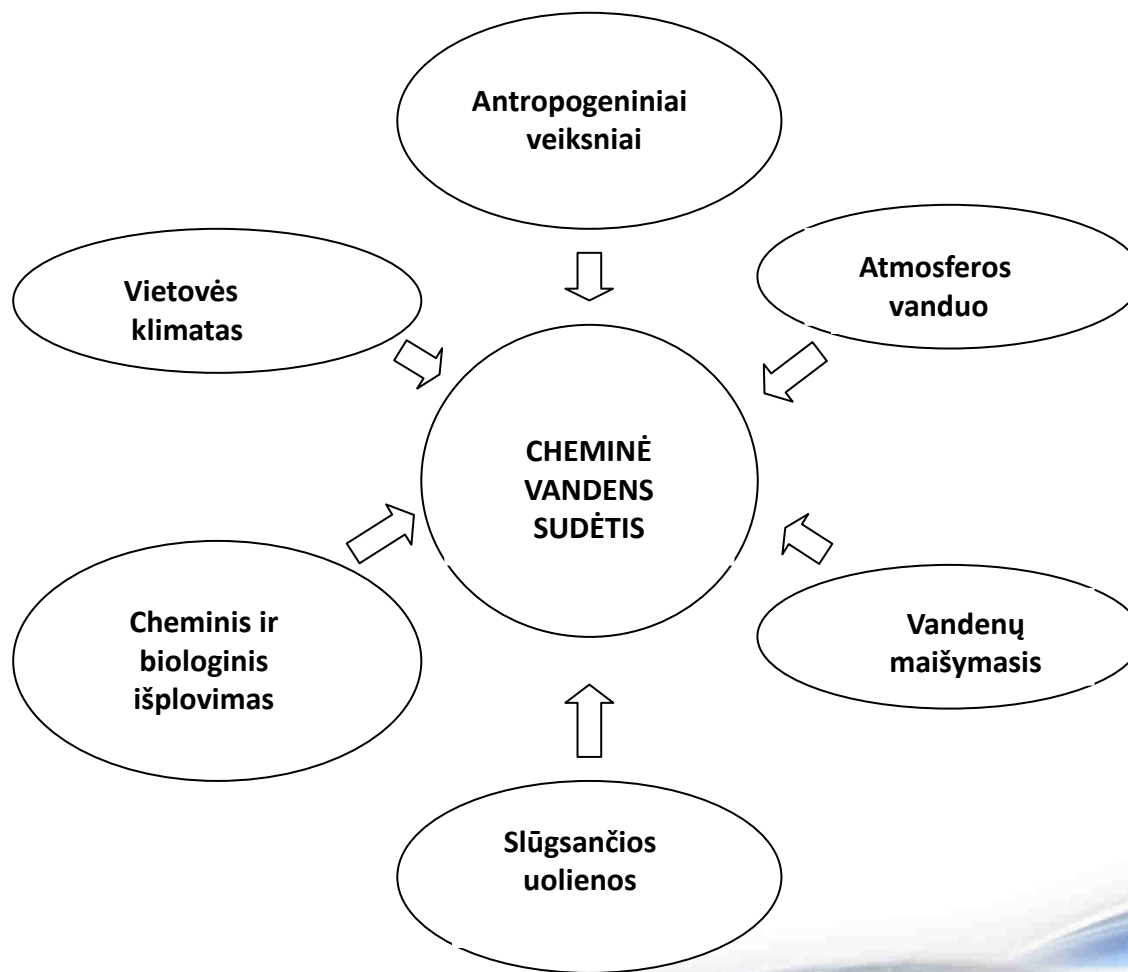 Antropogeniniai
veiksniai
Vietovės
klimatas
Atmosferos
vanduo
CHEMINĖ
VANDENS
SUDĖTIS
Cheminis ir
biologinis
išplovimas
Vandenų
maišymasis
Slūgsančios
uolienos